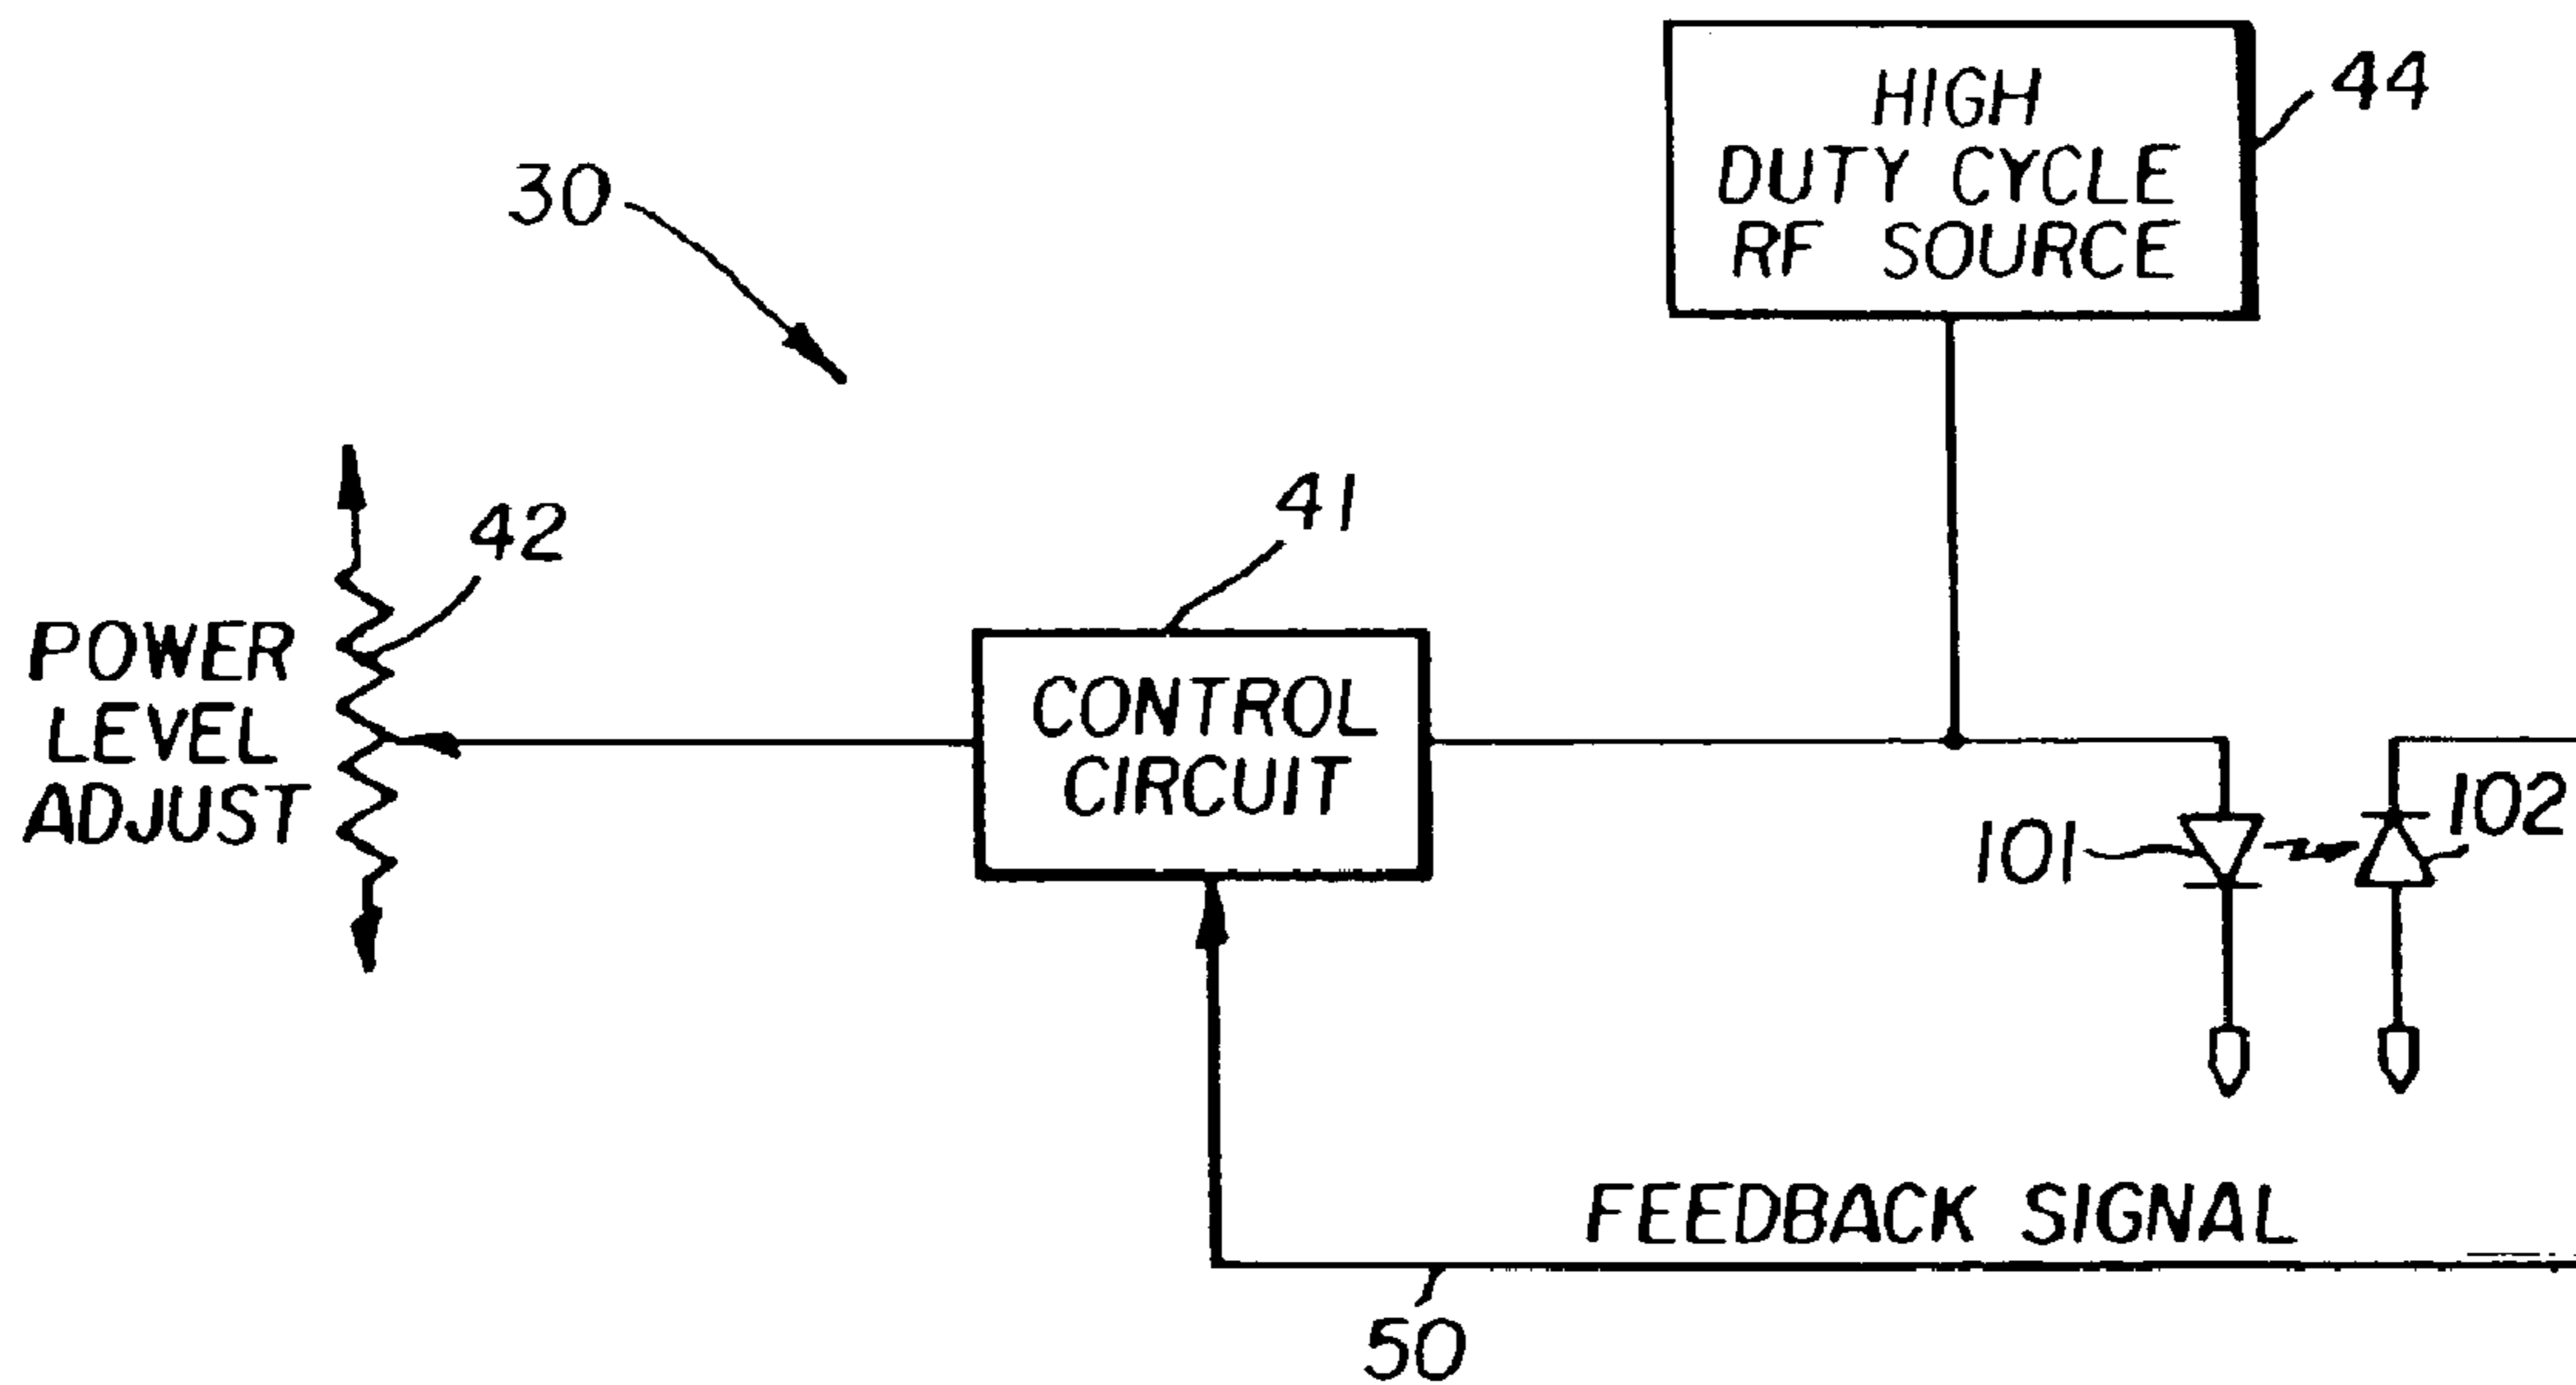 HIGH
DUTY CYCLE
RF SOURCE
44
30
42
41
POWER
LEVEL
ADJUST
CONTROL
CIRCUIT
101
102
FEEDBACK SIGNAL
50